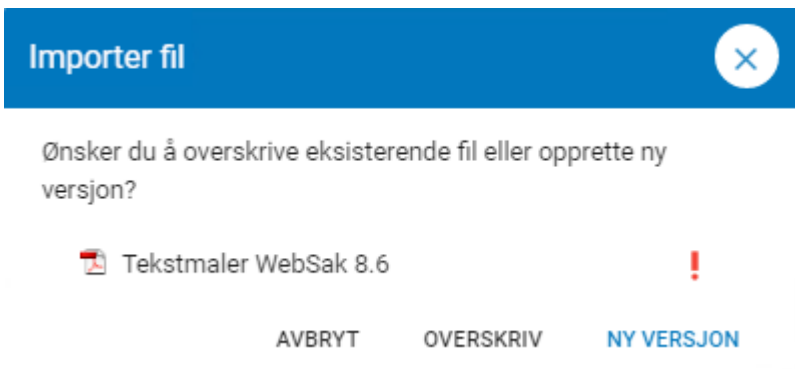 Importer fil
Ønsker du å overskrive eksisterende fil eller opprette ny
versjon?
Tekstmaler WebSak 8.6
AVBRYT OVERSKRIV NY VERSJON